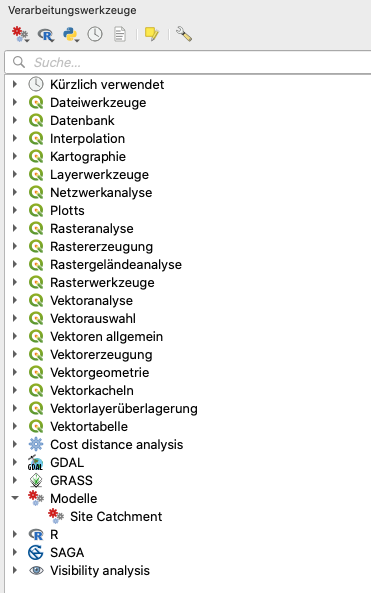 Verarbeitungswerkzeuge
Suche...
Kürzlich verwendet
Dateiwerkzeuge
Datenbank
Interpolation
Kartographie
Layerwerkzeuge
Netzwerkanalyse
Plotts
Rasteranalyse
Rastererzeugung
Rastergeländeanalyse
Rasterwerkzeuge
Vektoranalyse
Vektorauswahl
Vektoren allgemein
Vektorerzeugung
Vektorgeometrie
Vektorkacheln
Vektorlayerüberlagerung
Vektortabelle
Cost distance analysis
GDAL GDAL
GRASS
Modelle
Site Catchment
R R
SAGA
Visibility analysis